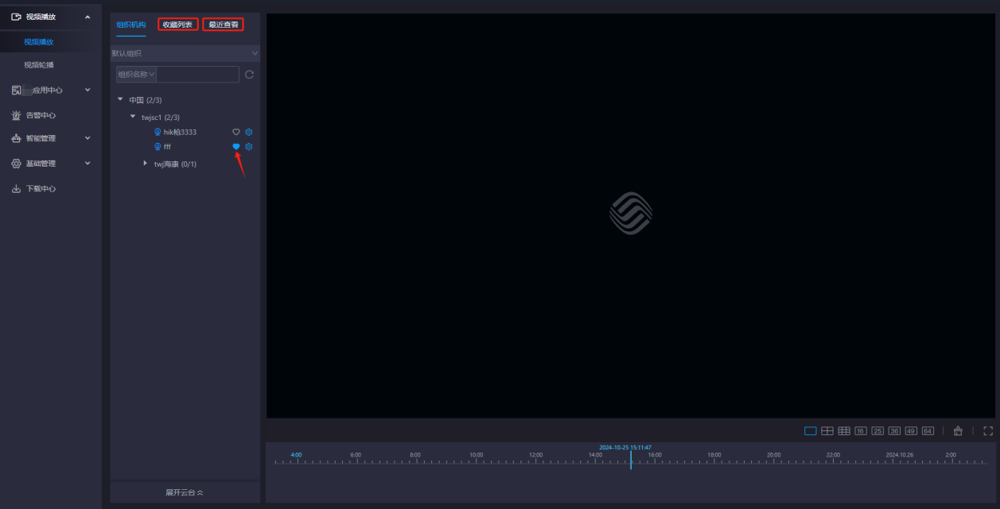 视频播放
视频播放
视频轮播
应用中心
告警中心
智能管理
基础管理
下载中心
组织机构 收藏列表 最近查看
默认组织
组织名称
中国 (2/3)
twjsc1 (2/3)
hik枪3333
fff
twj海康 (0/1)
展开云台
16 25 36 49 64
2024-10-25 15:11:47
4:00 6:00 8:00 10:00 12:00 14:00 16:00 18:00 20:00 22:00 2024.10.26 2:00